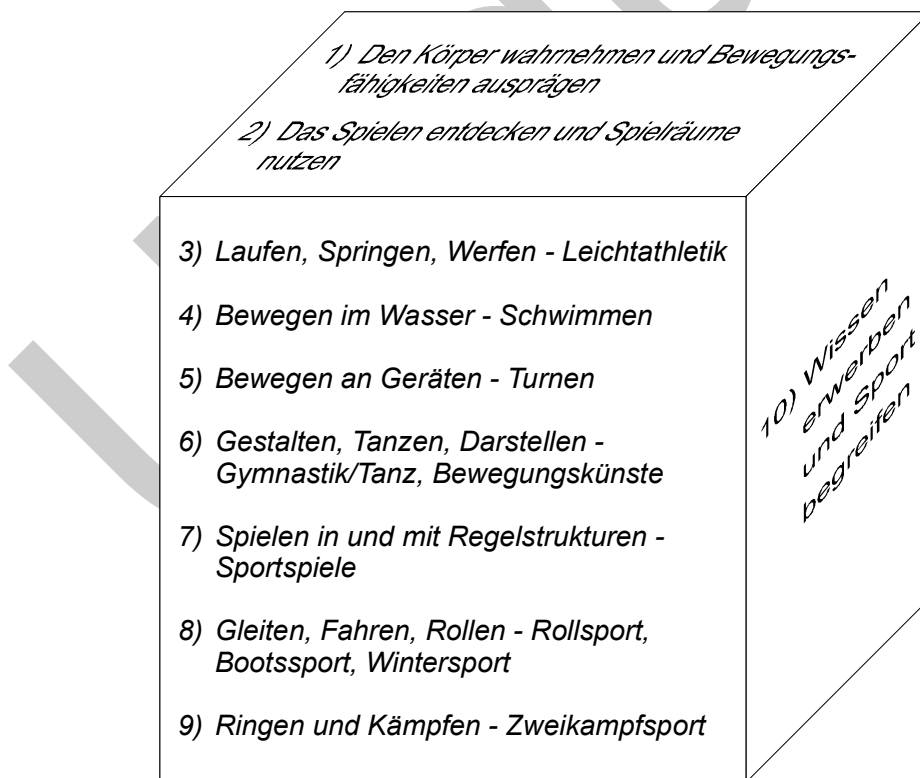 1) Den Körper wahrnehmen und Bewegungs-
fähigkeiten ausprägen
2) Das Spielen entdecken und Spielräume
nutzen
3) Laufen, Springen, Werfen - Leichtathletik
4) Bewegen im Wasser - Schwimmen
5) Bewegen an Geräten - Turnen
6) Gestalten, Tanzen, Darstellen -
Gymnastik/Tanz, Bewegungskünste
7) Spielen in und mit Regelstrukturen -
Sportspiele
8) Gleiten, Fahren, Rollen - Rollsport,
Bootssport, Wintersport
9) Ringen und Kämpfen - Zweikampfsport
10) Wissen
erwerben
und Sport
begreifen